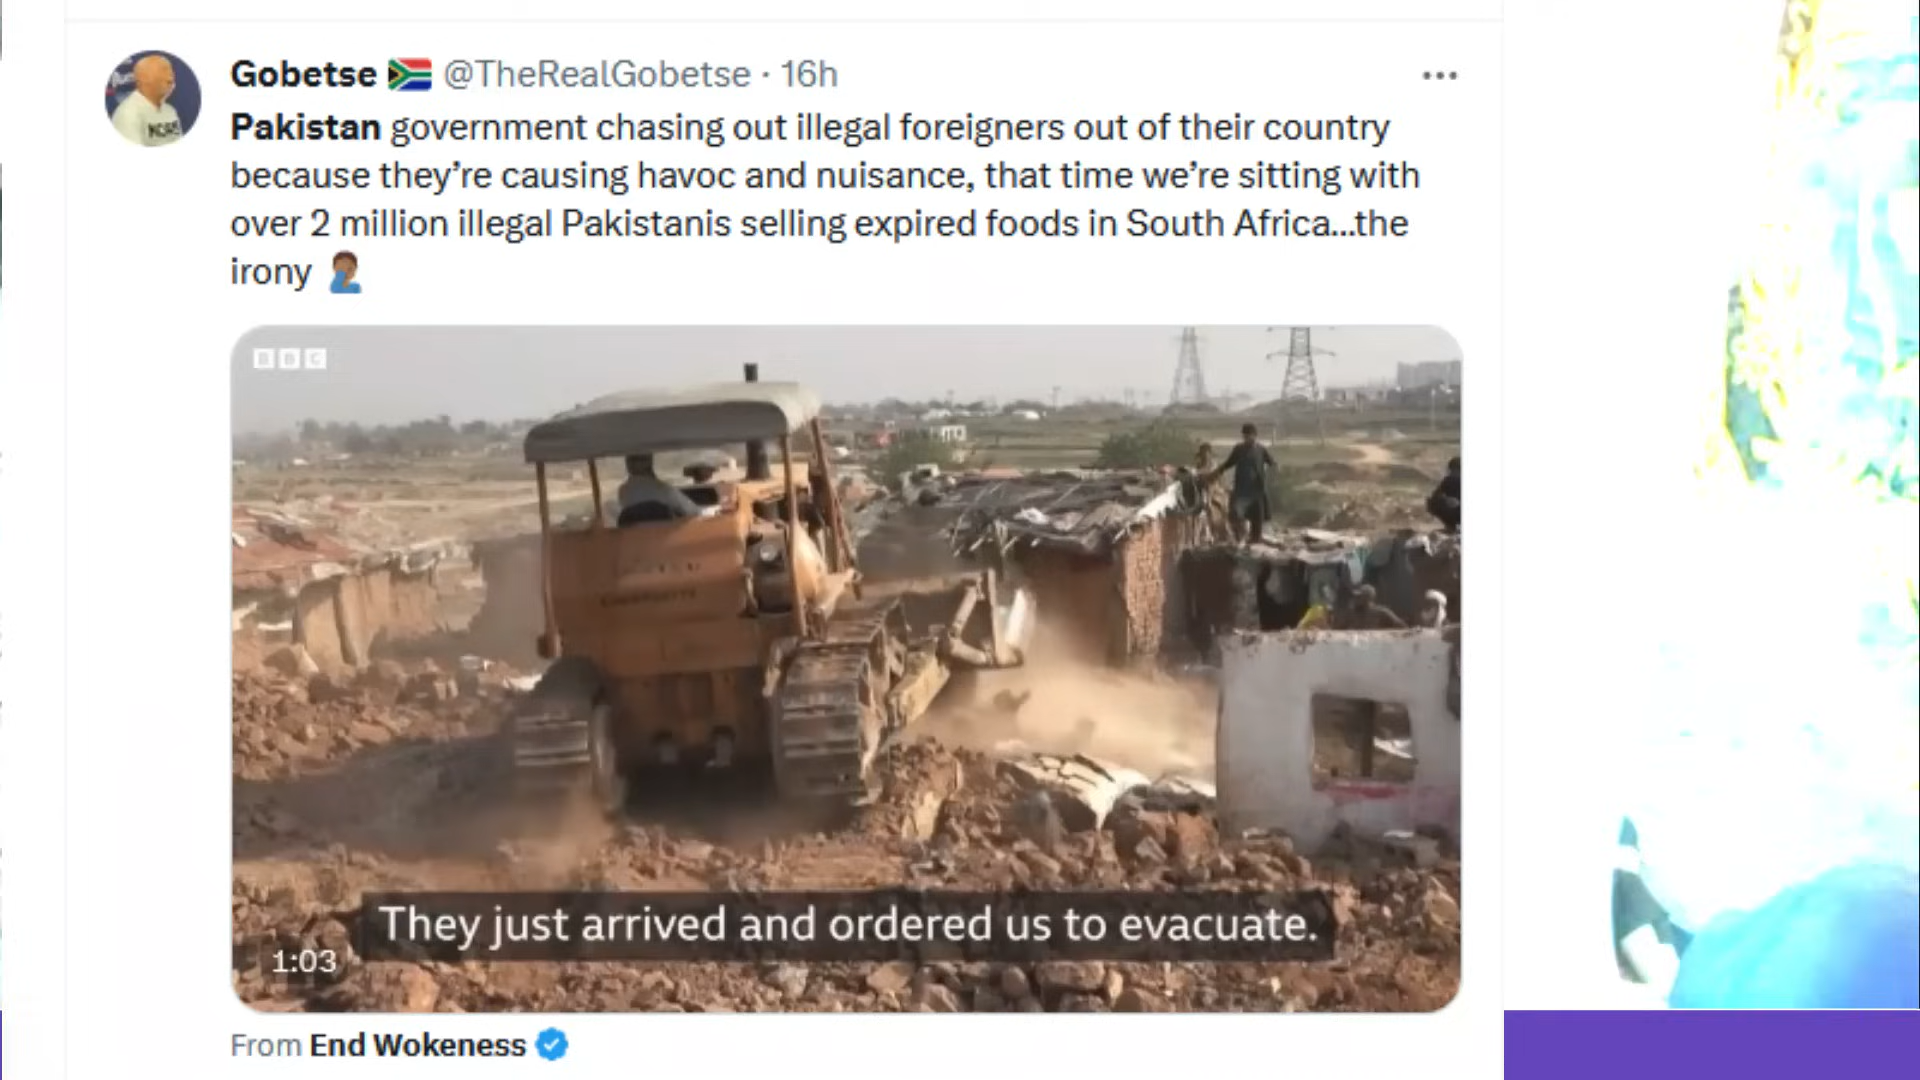 Gobetse 🇿🇦 @TheRealGobetse · 16h
Pakistan government chasing out illegal foreigners out of their country
because they’re causing havoc and nuisance, that time we’re sitting with
over 2 million illegal Pakistanis selling expired foods in South Africa...the
irony 🤦🏾‍♂️
BBC
They just arrived and ordered us to evacuate.
1:03
From End Wokeness